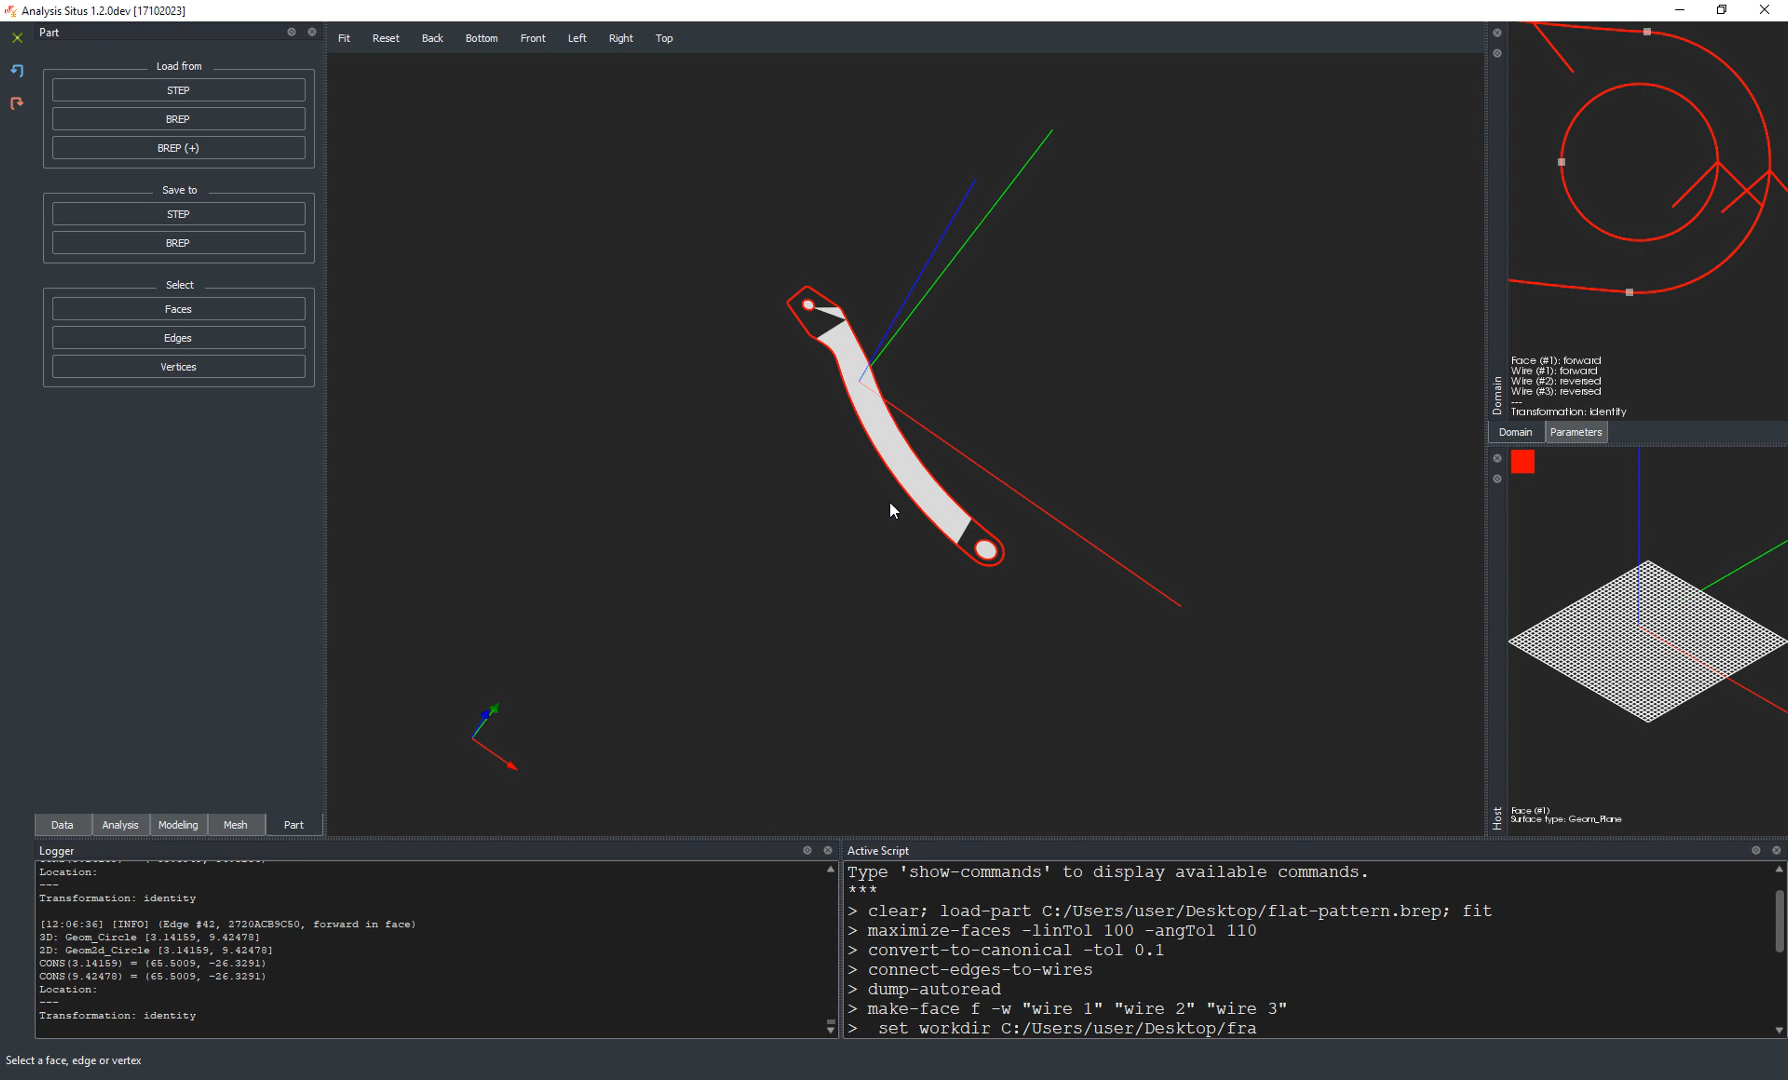 Analysis Situs 1.2.0dev [17102023]
Part
Load from
STEP
BREP
BREP (+)
Save to
STEP
BREP
Select
Faces
Edges
Vertices
Data
Analysis
Modeling
Mesh
Part
Fit
Reset
Back
Bottom
Front
Left
Right
Top
Domain
Face (#1): forward
Wire (#1): forward
Wire (#2): reversed
Wire (#3): reversed
---
Transformation: identity
Domain
Parameters
Host
Face (#1)
Surface type: Geom_Plane
Logger
Location:
---
Transformation: identity
[12:06:36] [INFO] (Edge #42, 2720ACB9C50, forward in face)
3D: Geom_Circle [3.14159, 9.42478]
2D: Geom2d_Circle [3.14159, 9.42478]
CONS(3.14159) = (65.5009, -26.3291)
CONS(9.42478) = (65.5009, -26.3291)
Location:
---
Transformation: identity
Active Script
Type 'show-commands' to display available commands.
***
> clear; load-part C:/Users/user/Desktop/flat-pattern.brep; fit
> maximize-faces -linTol 100 -angTol 110
> convert-to-canonical -tol 0.1
> connect-edges-to-wires
> dump-autoread
> make-face f -w "wire 1" "wire 2" "wire 3"
> set workdir C:/Users/user/Desktop/fra
Select a face, edge or vertex